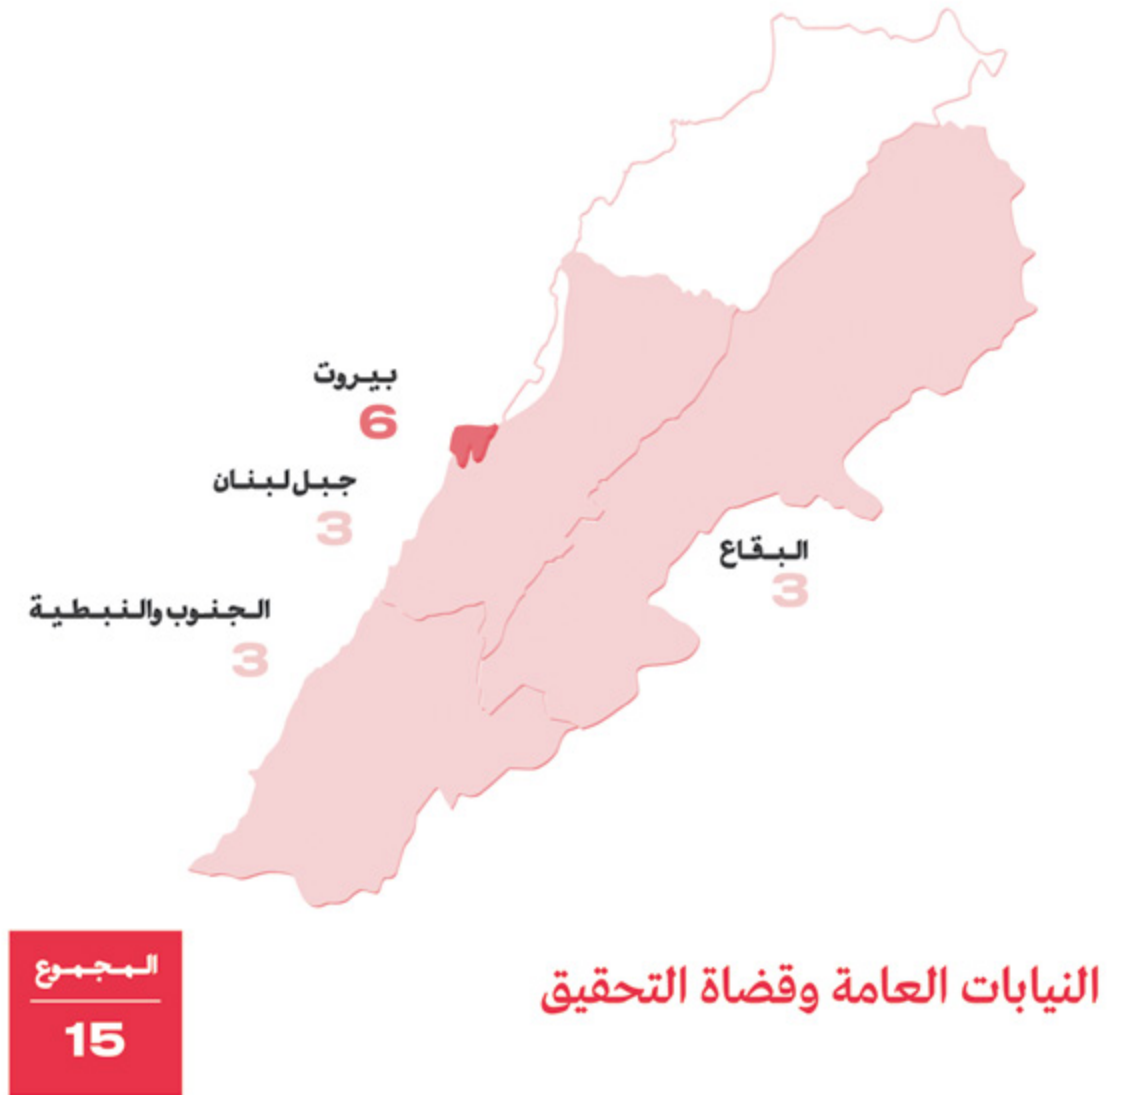 بيروت
6
جبل لبنان
3
البقاع
3
الجنوب والنبطية
3
المجموع
15
النيابات العامة وقضاة التحقيق